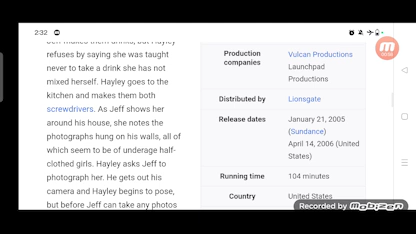 2:32
Jeff makes them drinks, but Hayley
refuses by saying she was taught
never to take a drink she has not
mixed herself. Hayley goes to the
kitchen and makes them both
screwdrivers. As Jeff shows her
around his house, she notes the
photographs hung on his walls, all of
which seem to be of underage half-
clothed girls. Hayley asks Jeff to
photograph her. He gets out his
camera and Hayley begins to pose,
but before Jeff can take any photos
Production
companies
Vulcan Productions
Launchpad
Productions
Distributed by
Lionsgate
Release dates
January 21, 2005
(Sundance)
April 14, 2006 (United
States)
Running time
104 minutes
Country
United States
Recorded by Mobizen